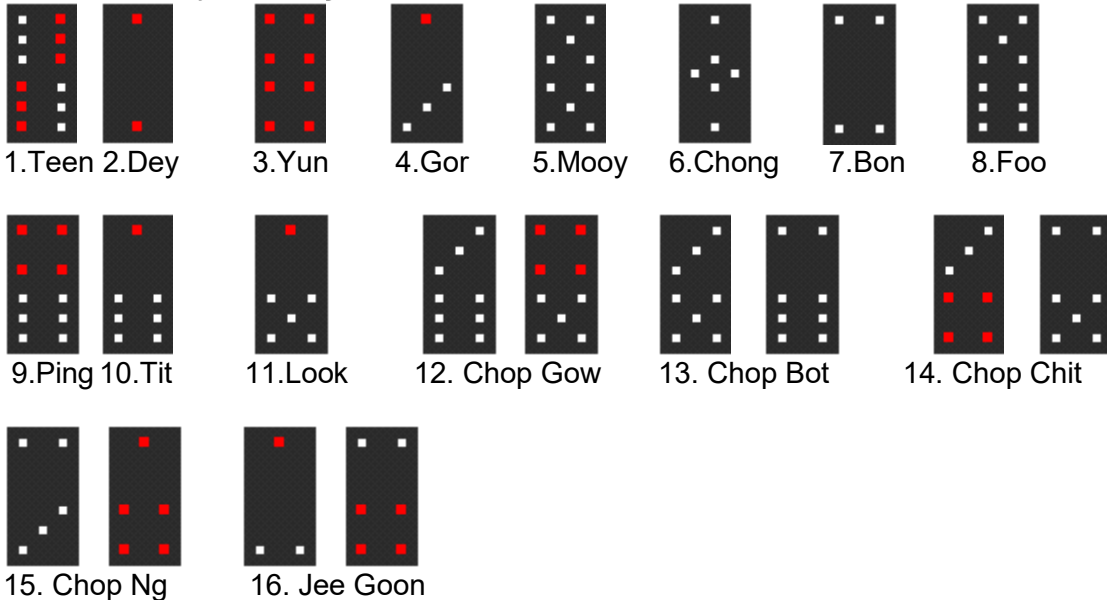 1.Teen 2.Dey 3.Yun 4.Gor 5.Mooy 6.Chong 7.Bon 8.Foo
9.Ping 10.Tit 11.Look 12. Chop Gow 13. Chop Bot 14. Chop Chit
15. Chop Ng 16. Jee Goon